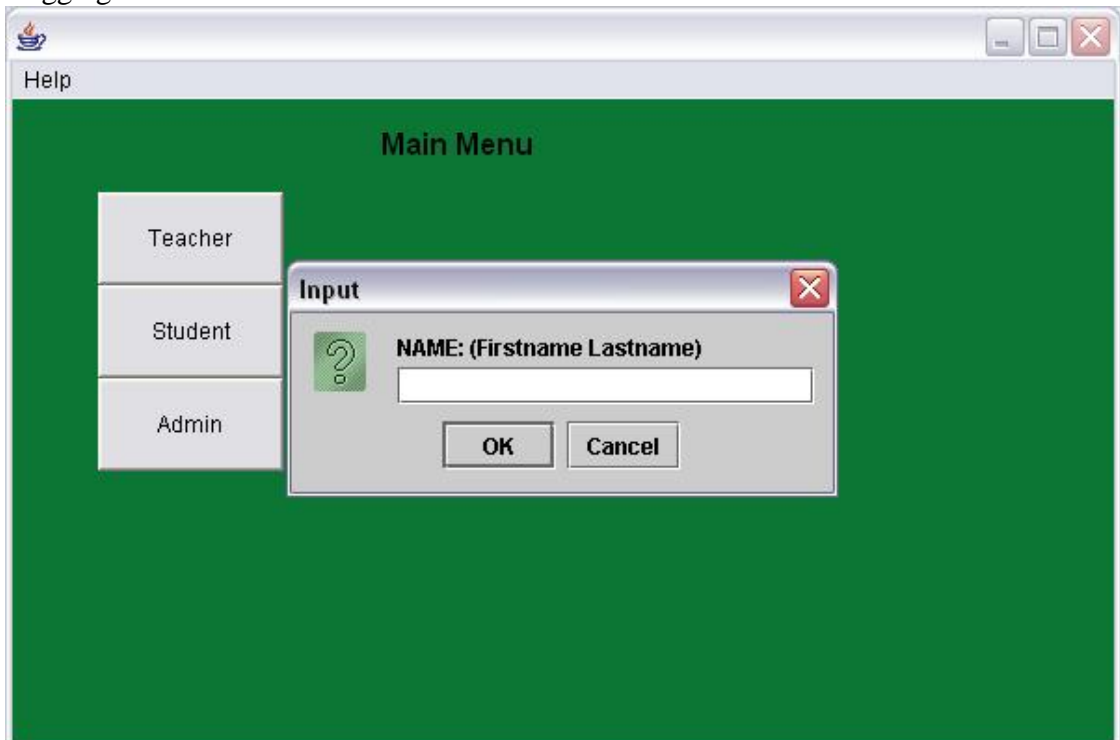 Help
Main Menu
Teacher
Input
Student
NAME: (Firstname Lastname)
Admin
OK Cancel